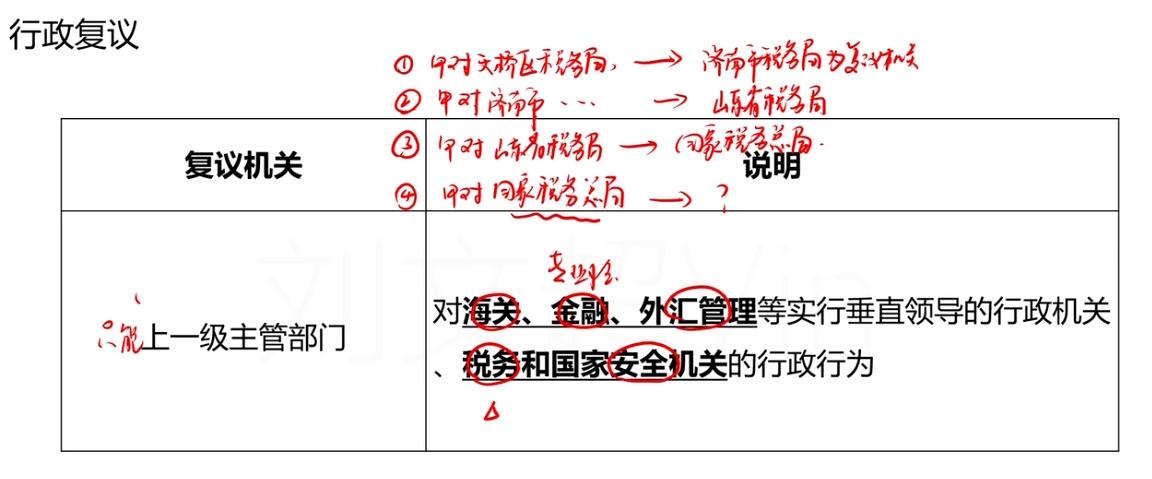 行政复议
① 甲对天桥区税务局, → 济南市税务局为复议机关
② 甲对济南市 … → 山东省税务局
③ 甲对山东省税务局 → 国家税务总局.
④ 甲对国家税务总局 → ?
复议机关
说明
只能上一级主管部门
对海关、金融、外汇管理等实行垂直领导的行政机关
、税务和国家安全机关的行政行为